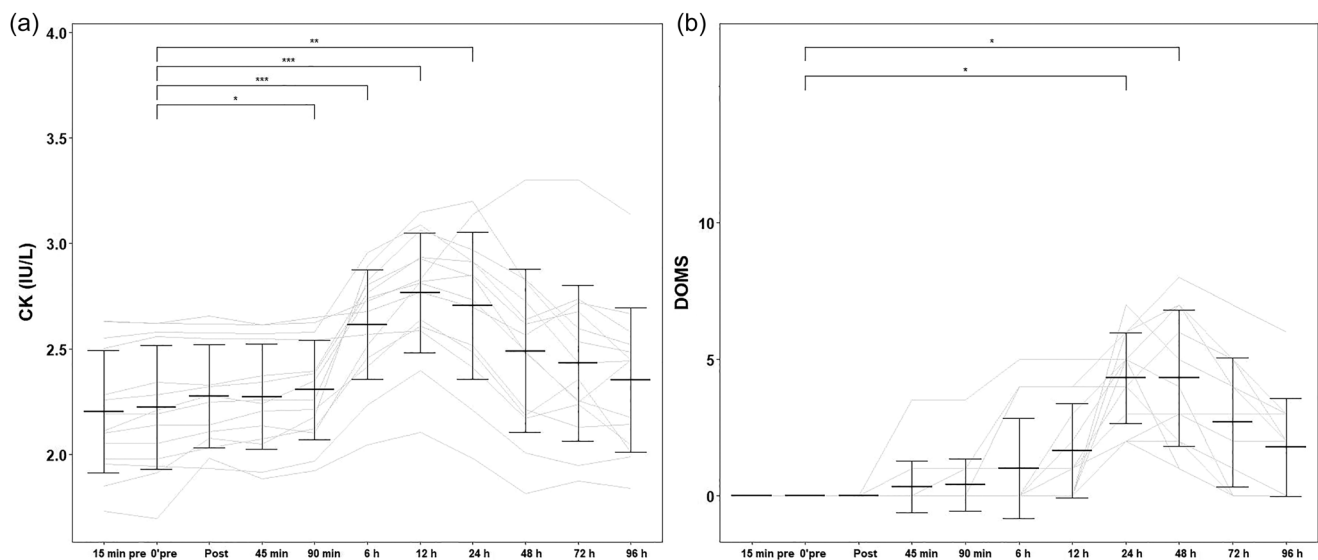 (a)
4.0
**
***
***
*
3.5
CK (IU/L)
3.0
2.5
2.0
15 min pre 0'pre Post 45 min 90 min 6 h 12 h 24 h 48 h 72 h 96 h
(b)
*
*
10
DOMS
5
0
15 min pre 0'pre Post 45 min 90 min 6 h 12 h 24 h 48 h 72 h 96 h